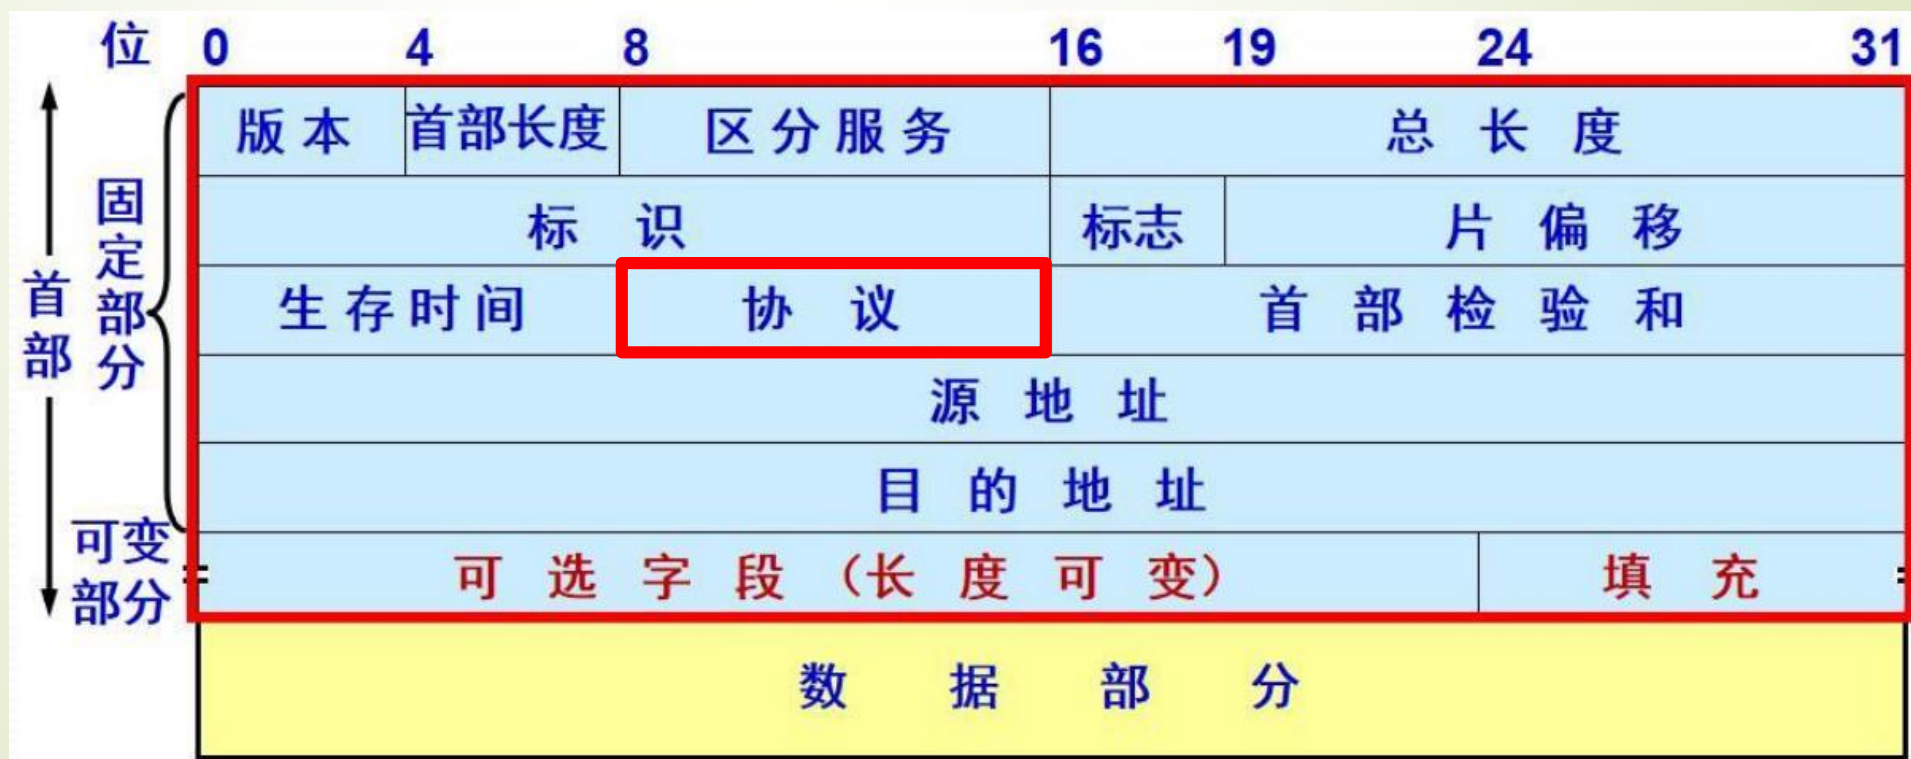 位 0 4 8 16 19 24 31
版本 首部长度 区分服务 总长度
标识 标志 片偏移
生存时间 协议 首部检验和
源地址
目的地址
可选字段（长度可变） 填充
数据部分
首部
固定部分
可变
部分